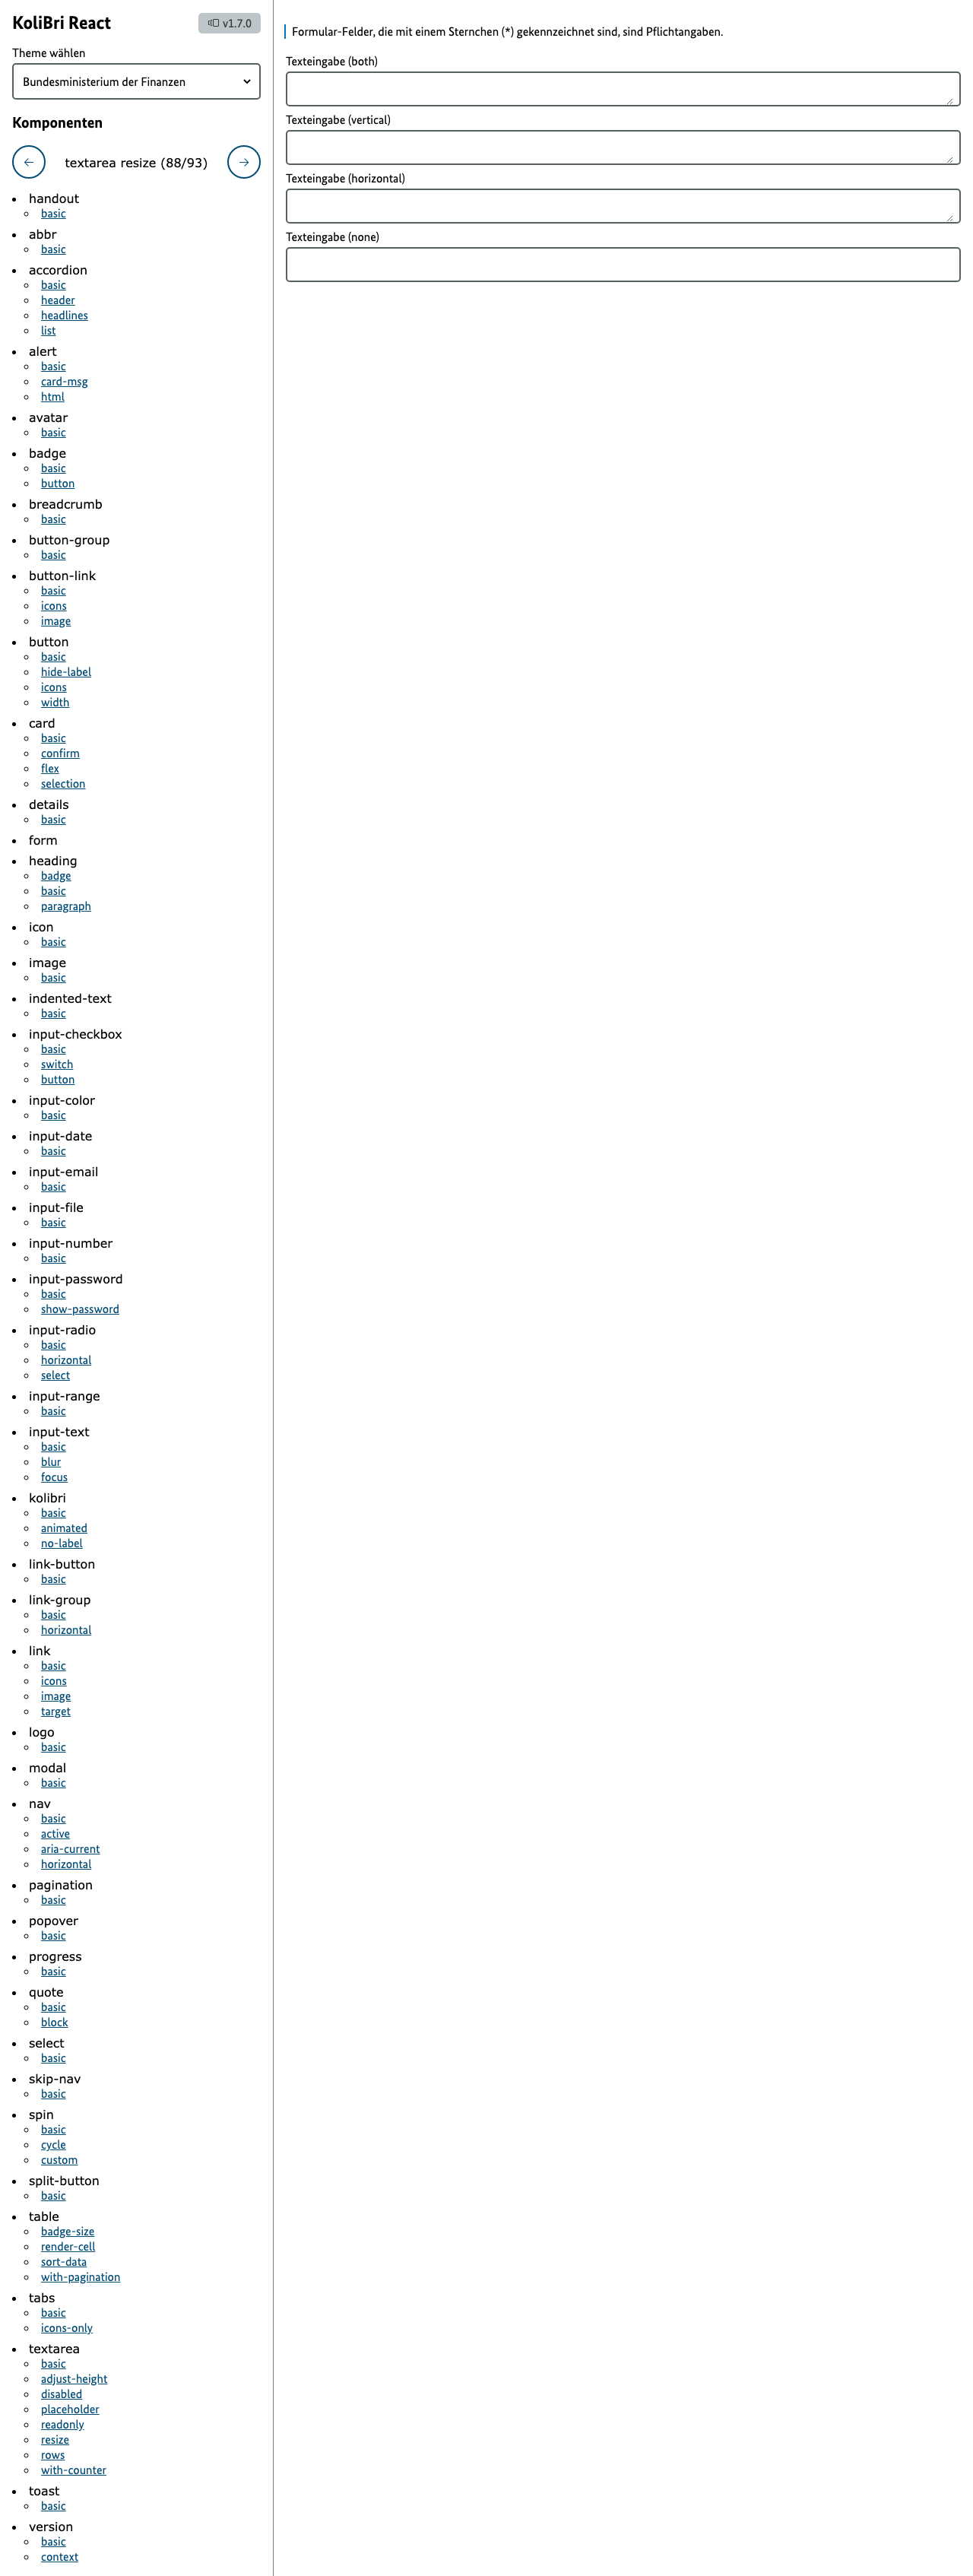 KoliBri React
v1.7.0
Theme wählen
Bundesministerium der Finanzen
Komponenten
textarea resize (88/93)
handout
basic
abbr
basic
accordion
basic
header
headlines
list
alert
basic
card-msg
html
avatar
basic
badge
basic
button
breadcrumb
basic
button-group
basic
button-link
basic
icons
image
button
basic
hide-label
icons
width
card
basic
confirm
flex
selection
details
basic
form
heading
badge
basic
paragraph
icon
basic
image
basic
indented-text
basic
input-checkbox
basic
switch
button
input-color
basic
input-date
basic
input-email
basic
input-file
basic
input-number
basic
input-password
basic
show-password
input-radio
basic
horizontal
select
input-range
basic
input-text
basic
blur
focus
kolibri
basic
animated
no-label
link-button
basic
link-group
basic
horizontal
link
basic
icons
image
target
logo
basic
modal
basic
nav
basic
active
aria-current
horizontal
pagination
basic
popover
basic
progress
basic
quote
basic
block
select
basic
skip-nav
basic
spin
basic
cycle
custom
split-button
basic
table
badge-size
render-cell
sort-data
with-pagination
tabs
basic
icons-only
textarea
basic
adjust-height
disabled
placeholder
readonly
resize
rows
with-counter
toast
basic
version
basic
context
Formular-Felder, die mit einem Sternchen (*) gekennzeichnet sind, sind Pflichtangaben.
Texteingabe (both)
Texteingabe (vertical)
Texteingabe (horizontal)
Texteingabe (none)